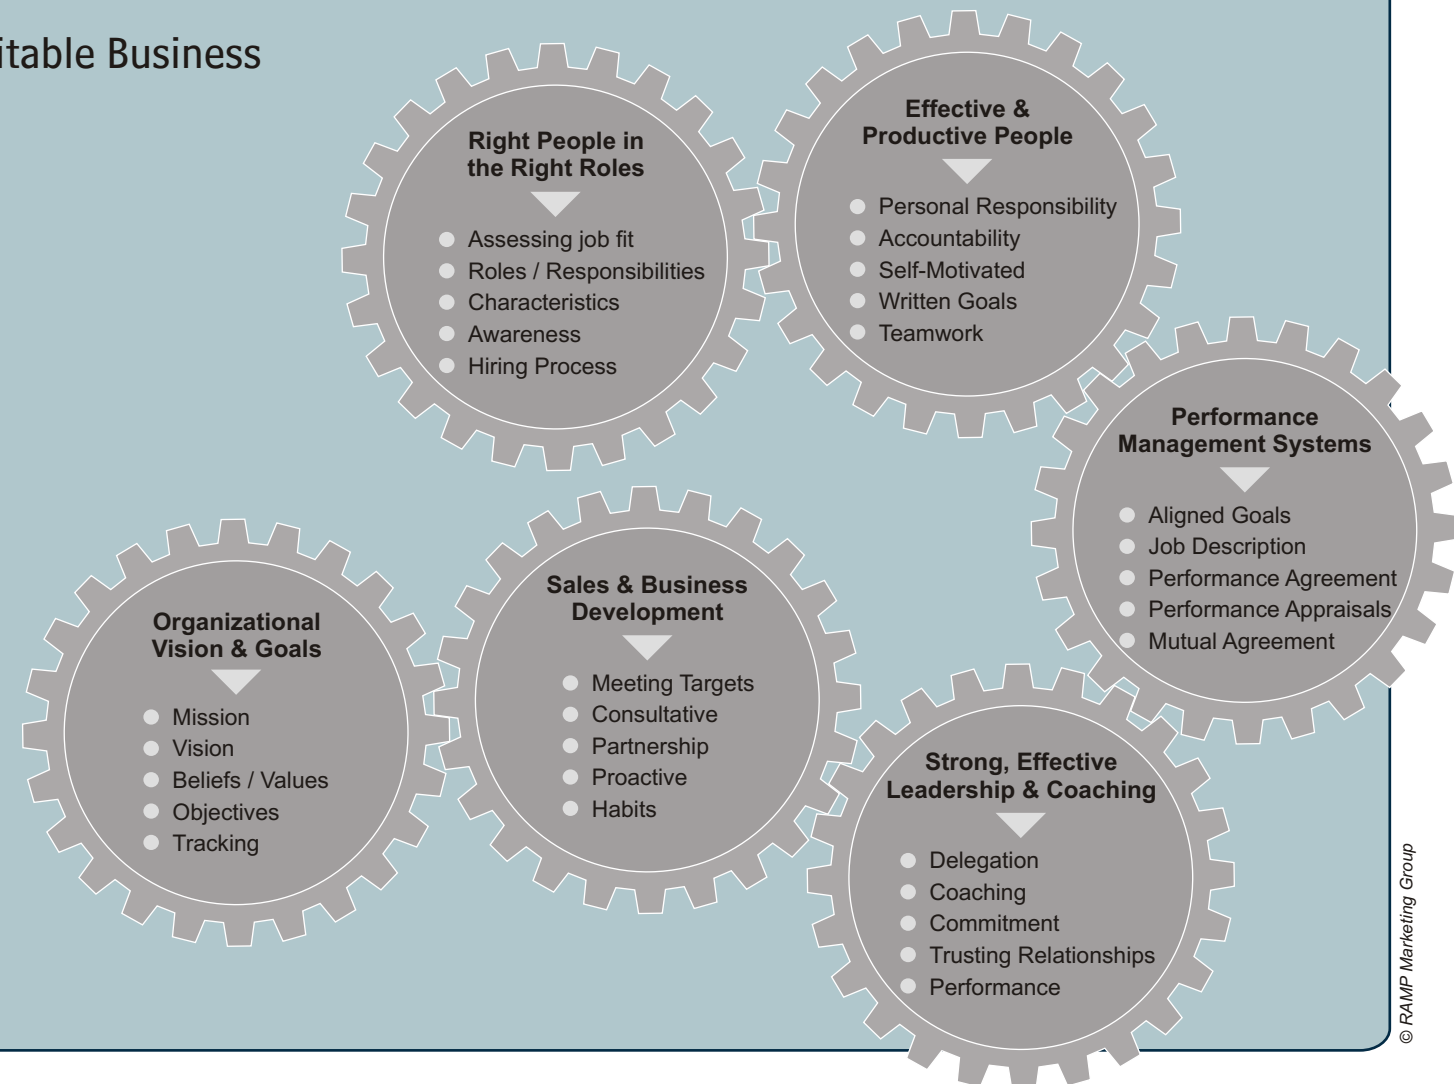 itable Business
Right People in
the Right Roles
Assessing job fit
Roles / Responsibilities
Characteristics
Awareness
Hiring Process
Effective &
Productive People
Personal Responsibility
Accountability
Self-Motivated
Written Goals
Teamwork
Performance
Management Systems
Aligned Goals
Job Description
Performance Agreement
Performance Appraisals
Mutual Agreement
Organizational
Vision & Goals
Mission
Vision
Beliefs / Values
Objectives
Tracking
Sales & Business
Development
Meeting Targets
Consultative
Partnership
Proactive
Habits
Strong, Effective
Leadership & Coaching
Delegation
Coaching
Commitment
Trusting Relationships
Performance
© RAMP Marketing Group